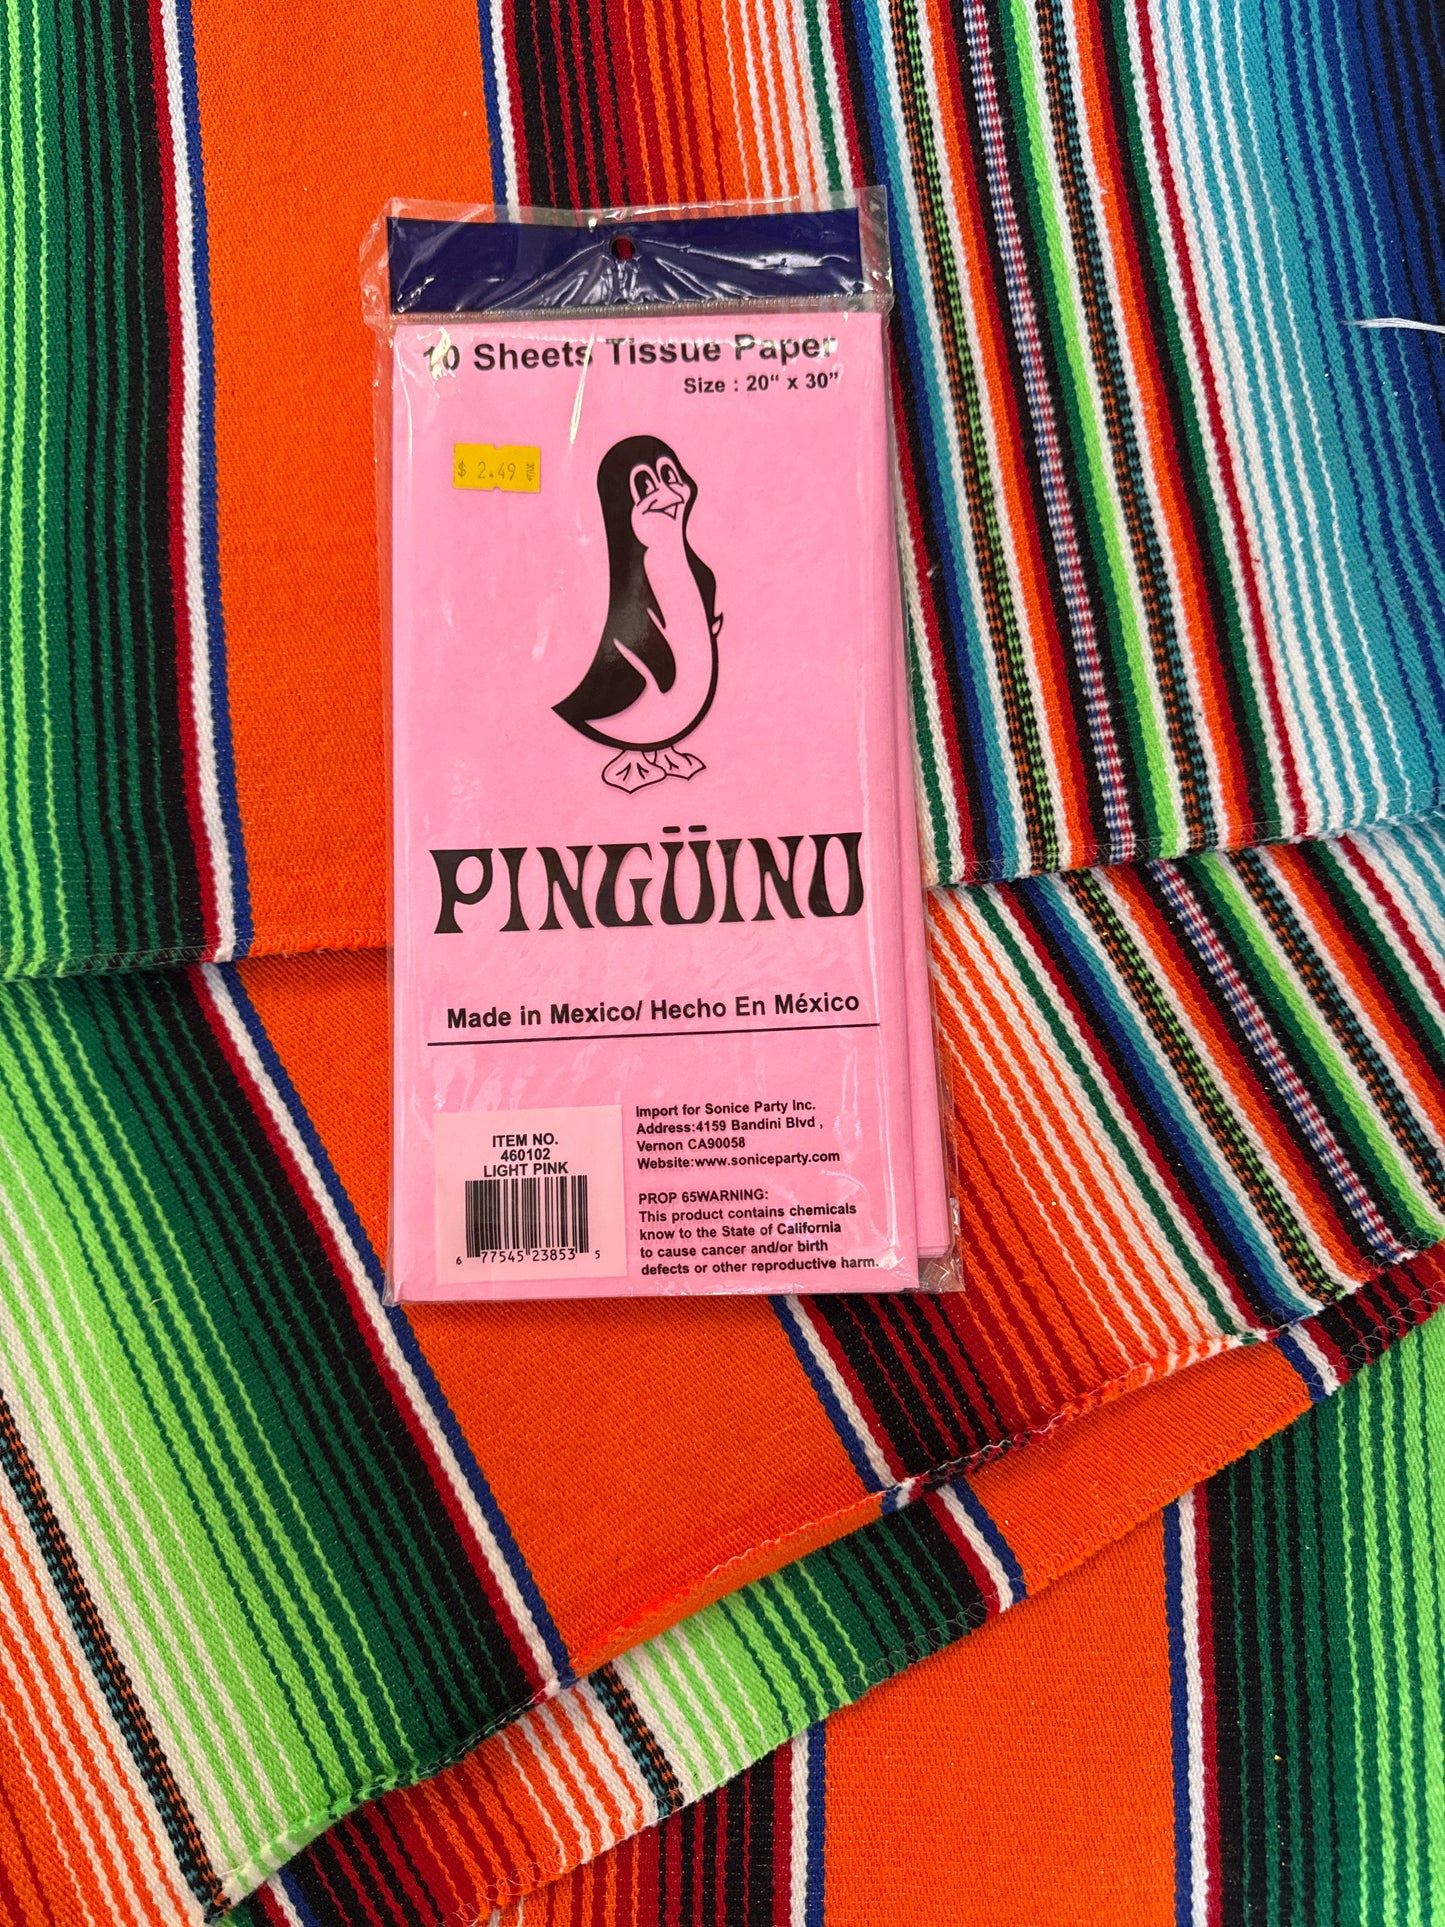 10 Sheets Tissue Paper
Size : 20“ x 30”
$ 2.49
PINGÜINO
Made in Mexico/ Hecho En México
ITEM NO.
460102
LIGHT PINK
6 77545 23853 5
Import for Sonice Party Inc.
Address:4159 Bandini Blvd ,
Vernon CA90058
Website:www.soniceparty.com
PROP 65WARNING:
This product contains chemicals
know to the State of California
to cause cancer and/or birth
defects or other reproductive harm.